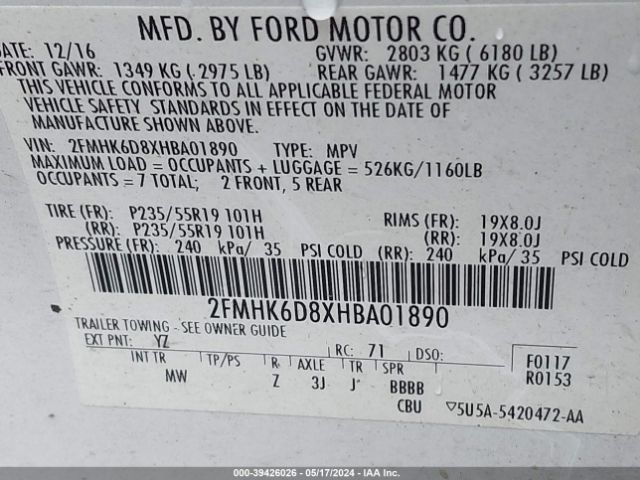 MFD. BY FORD MOTOR CO.
DATE: 12/16 GVWR: 2803 KG ( 6180 LB)
FRONT GAWR: 1349 KG ( 2975 LB) REAR GAWR: 1477 KG ( 3257 LB)
THIS VEHICLE CONFORMS TO ALL APPLICABLE FEDERAL MOTOR
VEHICLE SAFETY STANDARDS IN EFFECT ON THE DATE OF
MANUFACTURE SHOWN ABOVE.
VIN: 2FMHK6D8XHBA01890 TYPE: MPV
MAXIMUM LOAD = OCCUPANTS + LUGGAGE = 526KG/1160LB
OCCUPANTS = 7 TOTAL; 2 FRONT, 5 REAR
TIRE (FR): P235/55R19 101H RIMS (FR): 19X8.0J
(RR): P235/55R19 101H (RR): 19X8.0J
PRESSURE (FR): 240 kPa/ 35 PSI COLD (RR): 240 kPa/ 35 PSI COLD
2FMHK6D8XHBA01890
TRAILER TOWING - SEE OWNER GUIDE
EXT PNT: YZ RC: 71 DSO: F0117
INT TR TP/PS R AXLE TR SPR R0153
MW Z 3J J BBBB
CBU ▽5U5A-5420472-AA
000-39426026 - 05/17/2024 - IAA Inc.